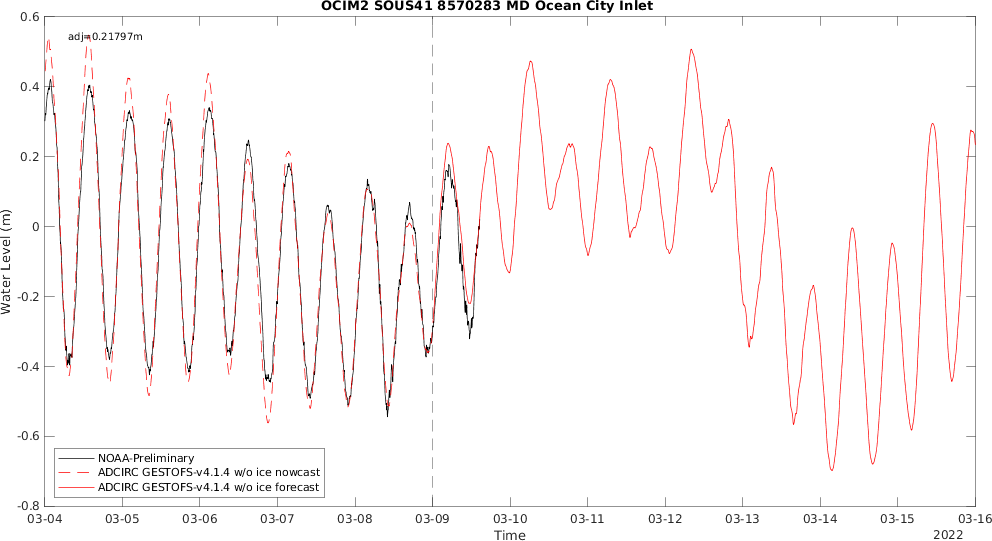 OCIM2 SOUS41 8570283 MD Ocean City Inlet
adj=0.21797m
Water Level (m)
0.6
0.4
0.2
0
-0.2
-0.4
-0.6
-0.8
NOAA-Preliminary
ADCIRC GESTOFS-v4.1.4 w/o ice nowcast
ADCIRC GESTOFS-v4.1.4 w/o ice forecast
03-04 03-05 03-06 03-07 03-08 03-09 03-10 03-11 03-12 03-13 03-14 03-15 03-16
Time
2022